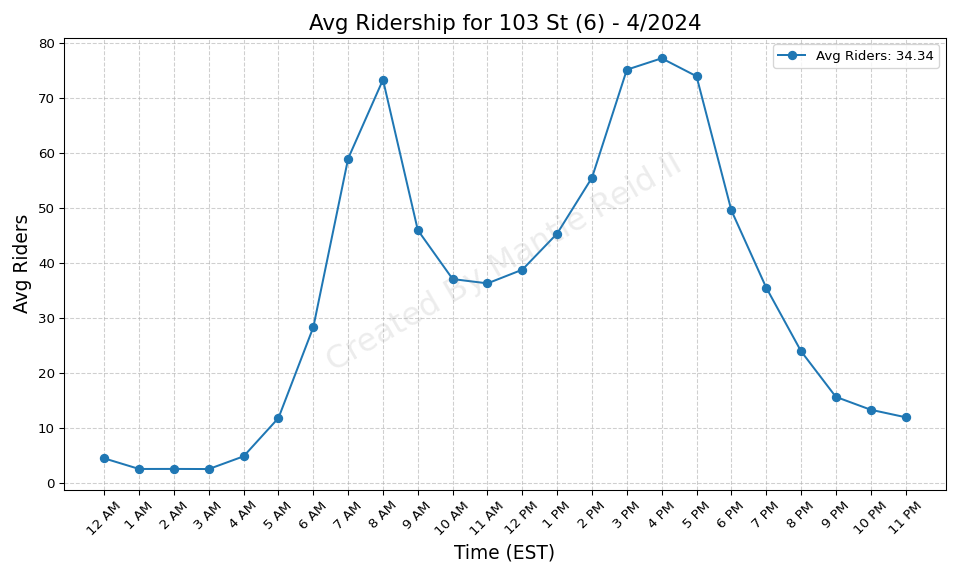 Avg Ridership for 103 St (6) - 4/2024
Avg Riders: 34.34
80
70
60
50
40
30
20
10
0
Avg Riders
Created By Mantie Reid II
12 AM
1 AM
2 AM
3 AM
4 AM
5 AM
6 AM
7 AM
8 AM
9 AM
10 AM
11 AM
12 PM
1 PM
2 PM
3 PM
4 PM
5 PM
6 PM
7 PM
8 PM
9 PM
10 PM
11 PM
Time (EST)